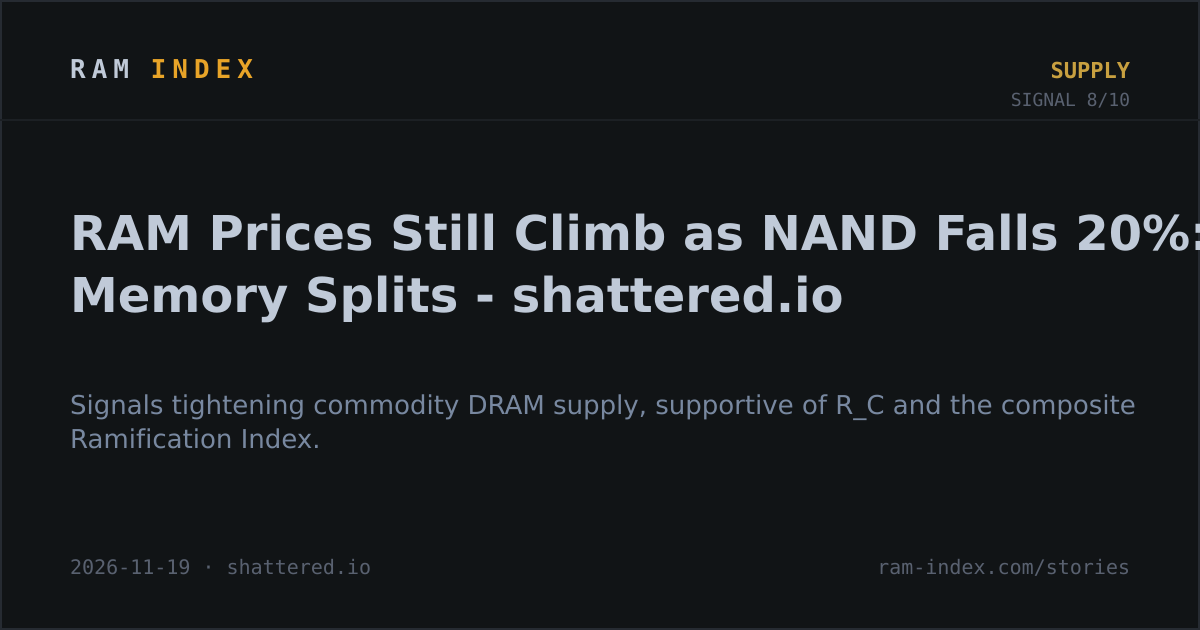 RAM INDEX
SUPPLY
SIGNAL 8/10
RAM Prices Still Climb as NAND Falls 20%:
Memory Splits - shattered.io
Signals tightening commodity DRAM supply, supportive of R_C and the composite
Ramification Index.
2026-11-19 · shattered.io
ram-index.com/stories